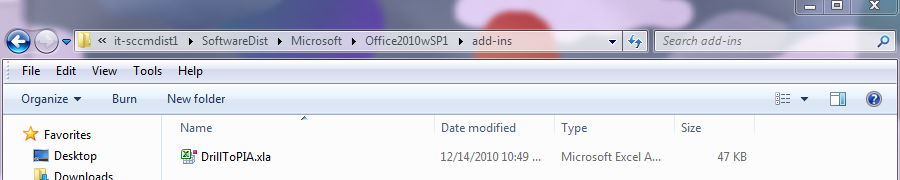 « it-sccmdist1 ▸ SoftwareDist ▸ Microsoft ▸ Office2010wSP1 ▸ add-ins
Search add-ins
File Edit View Tools Help
Organize Burn New folder
Name Date modified Type Size
Favorites
Desktop
Downloads
DrillToPIA.xla 12/14/2010 10:49 ... Microsoft Excel A... 47 KB